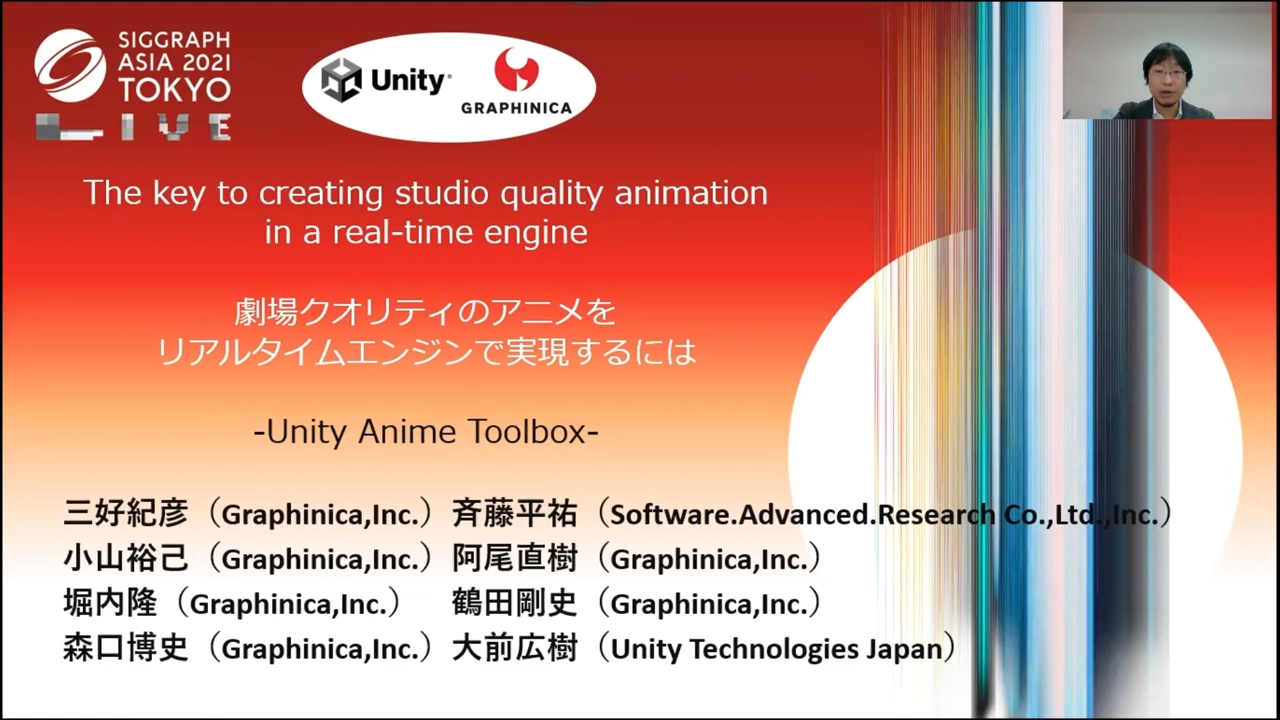 SIGGRAPH
ASIA 2021
TOKYO
LIVE
Unity
GRAPHINICA
The key to creating studio quality animation
in a real-time engine
劇場クオリティのアニメを
リアルタイムエンジンで実現するには
-Unity Anime Toolbox-
三好紀彦（Graphinica,Inc.）斉藤平祐（Software.Advanced.Research Co.,Ltd.,Inc.）
小山裕己（Graphinica,Inc.）阿尾直樹（Graphinica,Inc.）
堀内隆（Graphinica,Inc.） 鶴田剛史（Graphinica,Inc.）
森口博史（Graphinica,Inc.）大前広樹（Unity Technologies Japan）